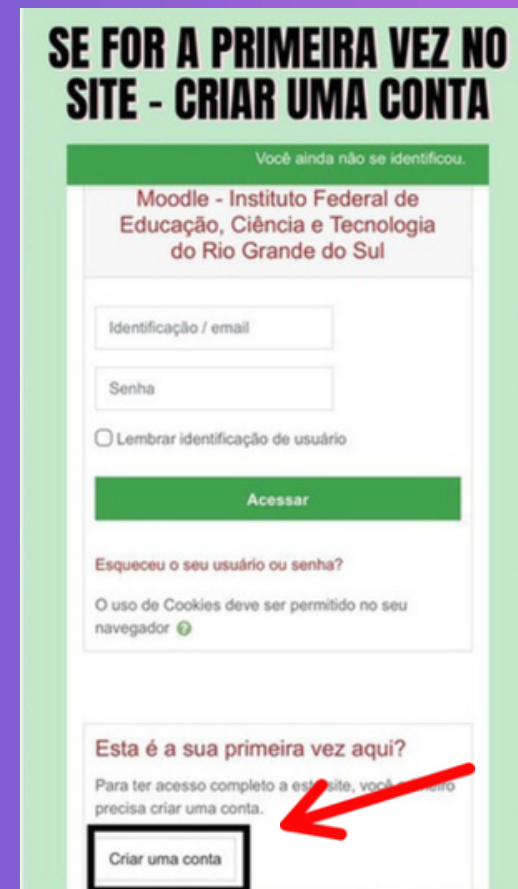 SE FOR A PRIMEIRA VEZ NO
SITE - CRIAR UMA CONTA
Você ainda não se identificou.
Moodle - Instituto Federal de
Educação, Ciência e Tecnologia
do Rio Grande do Sul
Identificação / email
Senha
Lembrar identificação de usuário
Acessar
Esqueceu o seu usuário ou senha?
O uso de Cookies deve ser permitido no seu
navegador
Esta é a sua primeira vez aqui?
Para ter acesso completo a este site, você primeiro
precisa criar uma conta.
Criar uma conta